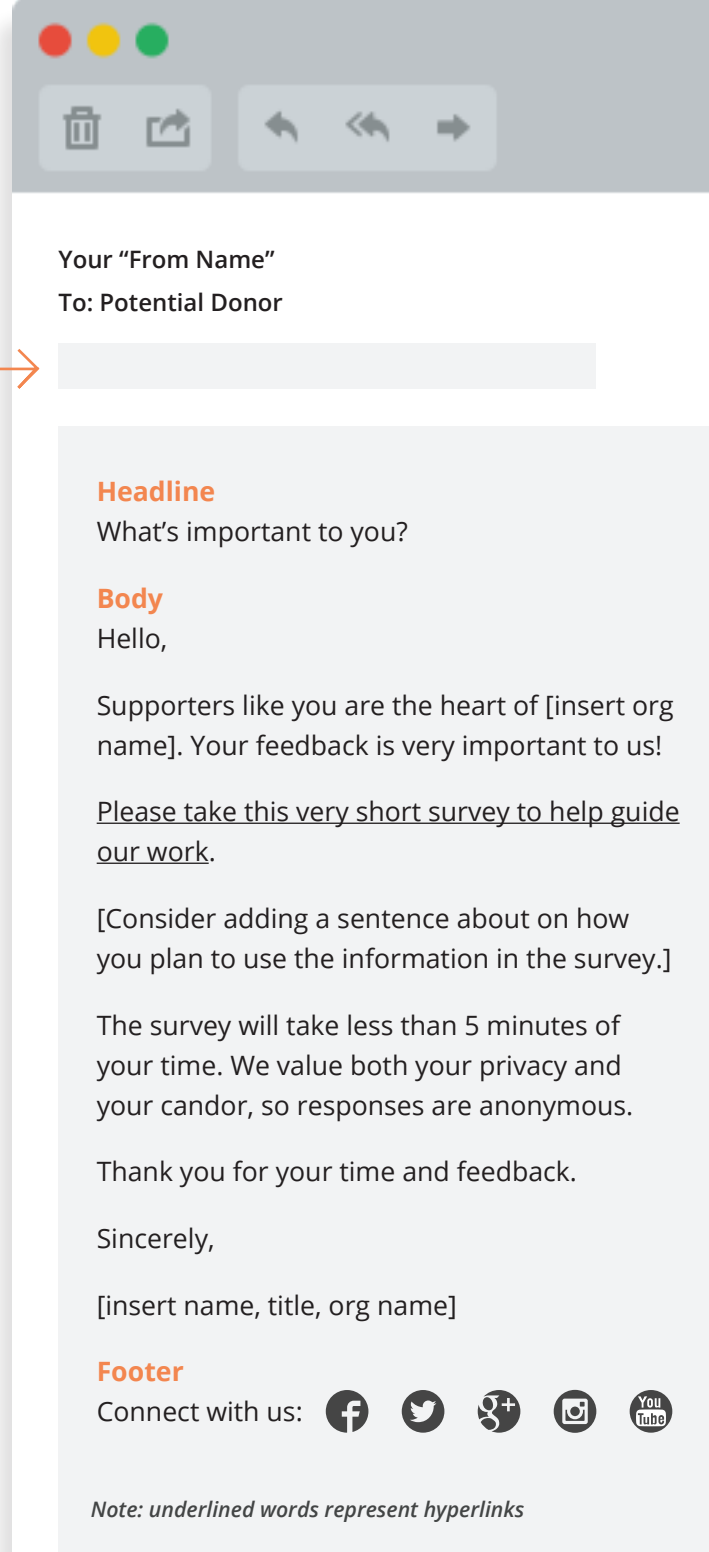 Your “From Name”
To: Potential Donor
Headline
What’s important to you?
Body
Hello,
Supporters like you are the heart of [insert org
name]. Your feedback is very important to us!
Please take this very short survey to help guide
our work.
[Consider adding a sentence about on how
you plan to use the information in the survey.]
The survey will take less than 5 minutes of
your time. We value both your privacy and
your candor, so responses are anonymous.
Thank you for your time and feedback.
Sincerely,
[insert name, title, org name]
Footer
Connect with us: f g+ You Tube
Note: underlined words represent hyperlinks